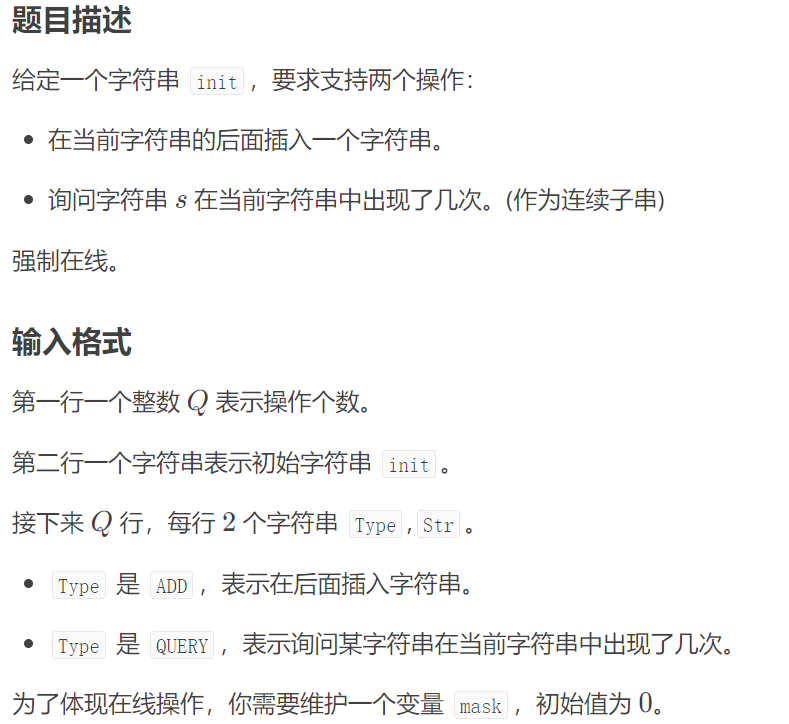 题目描述
给定一个字符串 init ，要求支持两个操作：
在当前字符串的后面插入一个字符串。
询问字符串 s 在当前字符串中出现了几次。(作为连续子串)
强制在线。
输入格式
第一行一个整数 Q 表示操作个数。
第二行一个字符串表示初始字符串 init 。
接下来 Q 行，每行 2 个字符串 Type , Str 。
Type 是 ADD ，表示在后面插入字符串。
Type 是 QUERY ，表示询问某字符串在当前字符串中出现了几次。
为了体现在线操作，你需要维护一个变量 mask ，初始值为 0。